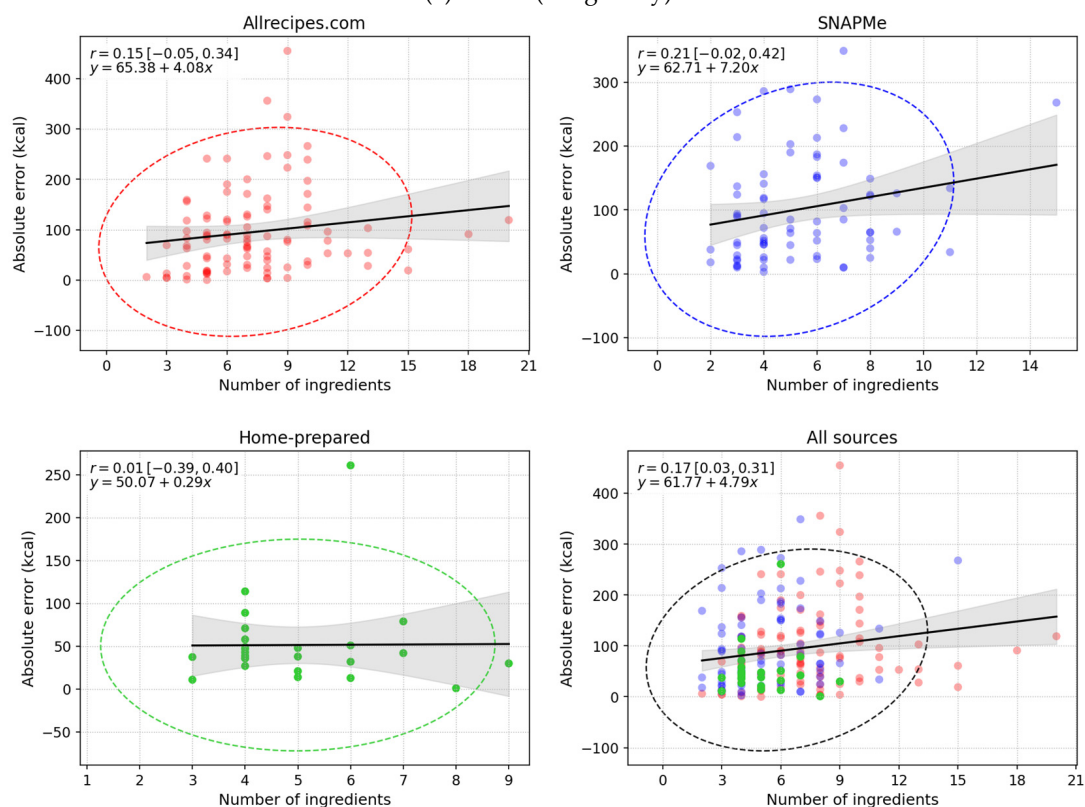 Allrecipes.com
r = 0.15 [−0.05, 0.34]
y = 65.38 + 4.08x
Absolute error (kcal)
400
300
200
100
0
−100
0 3 6 9 12 15 18 21
Number of ingredients
SNAPMe
r = 0.21 [−0.02, 0.42]
y = 62.71 + 7.20x
Absolute error (kcal)
300
200
100
0
−100
0 2 4 6 8 10 12 14
Number of ingredients
Home-prepared
r = 0.01 [−0.39, 0.40]
y = 50.07 + 0.29x
Absolute error (kcal)
250
200
150
100
50
0
−50
1 2 3 4 5 6 7 8 9
Number of ingredients
All sources
r = 0.17 [0.03, 0.31]
y = 61.77 + 4.79x
Absolute error (kcal)
400
300
200
100
0
−100
0 3 6 9 12 15 18 21
Number of ingredients